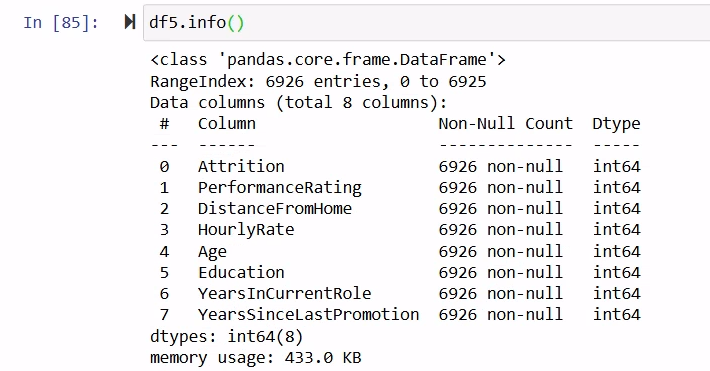 In [85]: df5.info()
<class 'pandas.core.frame.DataFrame'>
RangeIndex: 6926 entries, 0 to 6925
Data columns (total 8 columns):
 #   Column                   Non-Null Count  Dtype
---  ------                   --------------  -----
 0   Attrition                6926 non-null   int64
 1   PerformanceRating        6926 non-null   int64
 2   DistanceFromHome         6926 non-null   int64
 3   HourlyRate               6926 non-null   int64
 4   Age                      6926 non-null   int64
 5   Education                6926 non-null   int64
 6   YearsInCurrentRole       6926 non-null   int64
 7   YearsSinceLastPromotion  6926 non-null   int64
dtypes: int64(8)
memory usage: 433.0 KB